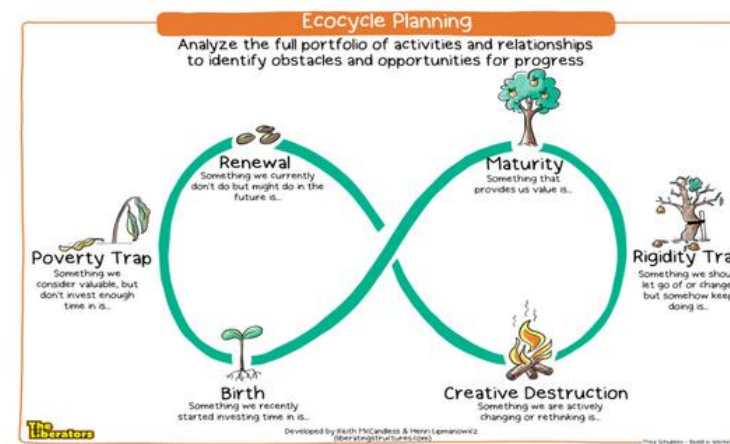 Ecocycle Planning
Analyze the full portfolio of activities and relationships
to identify obstacles and opportunities for progress
Renewal
Something we currently
don't do but might do in the
future is...
Maturity
Something that
provides us value is...
Poverty Trap
Something we
consider valuable, but
don't invest enough
time in is...
Rigidity Tra
Something we shou
let go of or change
but somehow keep
doing is...
Birth
Something we recently
started investing time in is...
Creative Destruction
Something we are actively
changing or rethinking is...
The Liberators
Developed by Keith McCandless & Henri Lipmanowicz
(liberatingstructures.com)